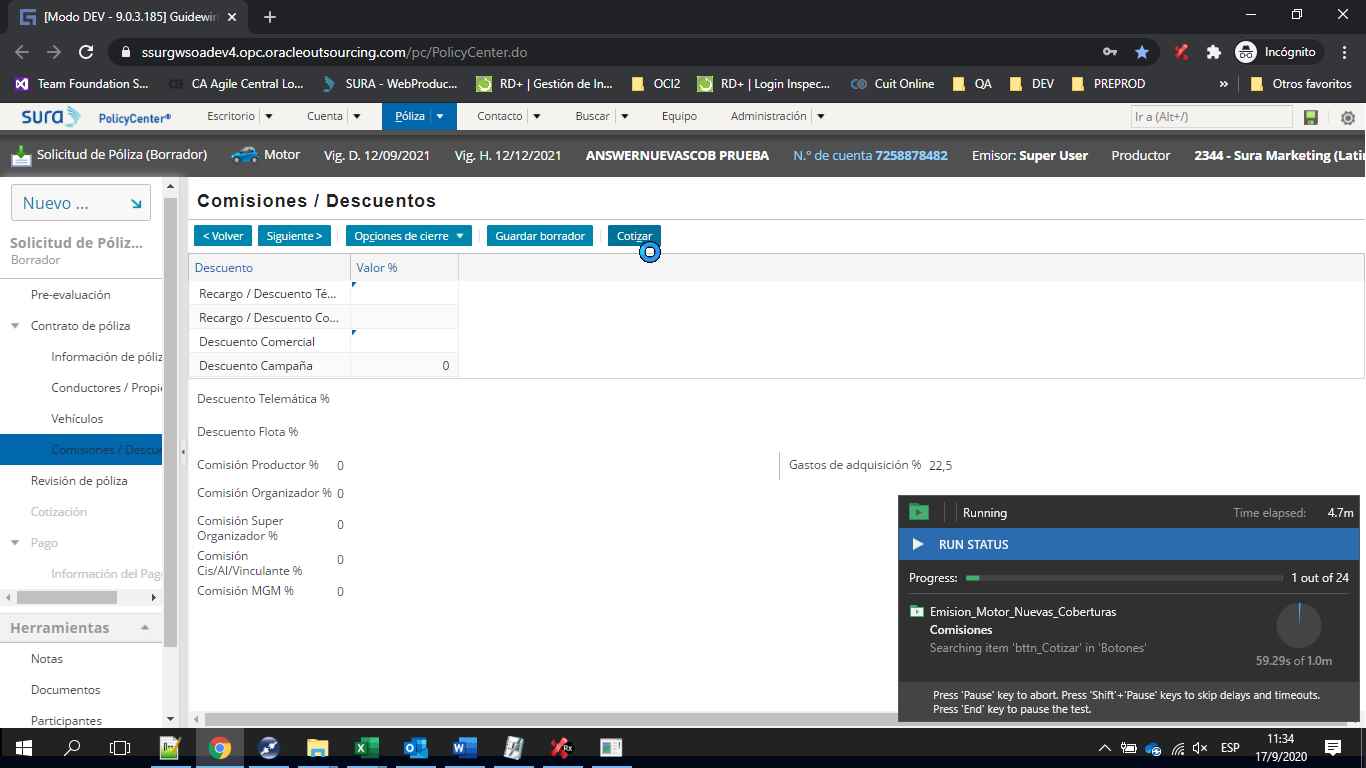 [Modo DEV - 9.0.3.185] Guidewir
ssurgwsoadev4.opc.oracleoutsourcing.com/pc/PolicyCenter.do
Incógnito
Team Foundation S...
CA Agile Central Lo...
SURA - WebProduc...
RD+ | Gestión de In...
OCI2
RD+ | Login Inspec...
Cuit Online
QA
DEV
PREPROD
»
Otros favoritos
sura PolicyCenter®
Escritorio
Cuenta
Póliza
Contacto
Buscar
Equipo
Administración
Ir a (Alt+/)
Solicitud de Póliza (Borrador)
Motor
Vig. D. 12/09/2021
Vig. H. 12/12/2021
ANSWERNUEVASCOB PRUEBA
N.º de cuenta 7258878482
Emisor: Super User
Productor
2344 - Sura Marketing (Latin
Nuevo ...
Solicitud de Póliz...
Borrador
Pre-evaluación
Contrato de póliza
Información de póliz
Conductores / Propie
Vehículos
Comisiones / Descue
Revisión de póliza
Cotización
Pago
Información del Pago
Herramientas
Notas
Documentos
Participantes
Comisiones / Descuentos
< Volver
Siguiente >
Opciones de cierre
Guardar borrador
Cotizar
Descuento Valor %
Recargo / Descuento Té...
Recargo / Descuento Co...
Descuento Comercial
Descuento Campaña 0
Descuento Telemática %
Descuento Flota %
Comisión Productor % 0
Gastos de adquisición % 22,5
Comisión Organizador % 0
Comisión Super
Organizador % 0
Comisión
Cis/AI/Vinculante % 0
Comisión MGM % 0
Running
Time elapsed: 4.7m
RUN STATUS
Progress: 1 out of 24
Emision_Motor_Nuevas_Coberturas
Comisiones
Searching item 'bttn_Cotizar' in 'Botones'
59.29s of 1.0m
Press 'Pause' key to abort. Press 'Shift'+'Pause' keys to skip delays and timeouts.
Press 'End' key to pause the test.
ESP
11:34
17/9/2020